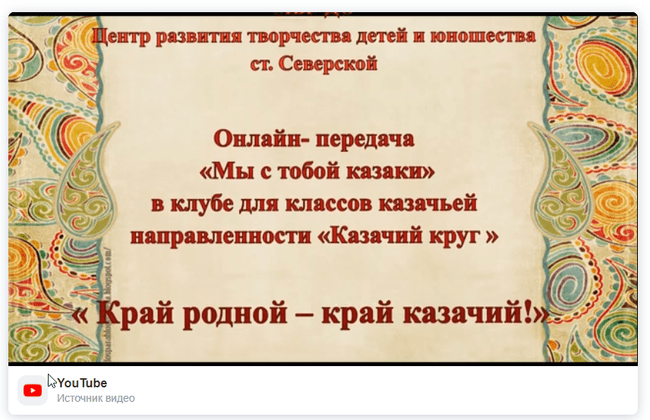 Центр развития творчества детей и юношества
ст. Северской
Онлайн- передача
«Мы с тобой казаки»
в клубе для классов казачьей
направленности «Казачий круг »
« Край родной – край казачий!»
YouTube
Источник видео